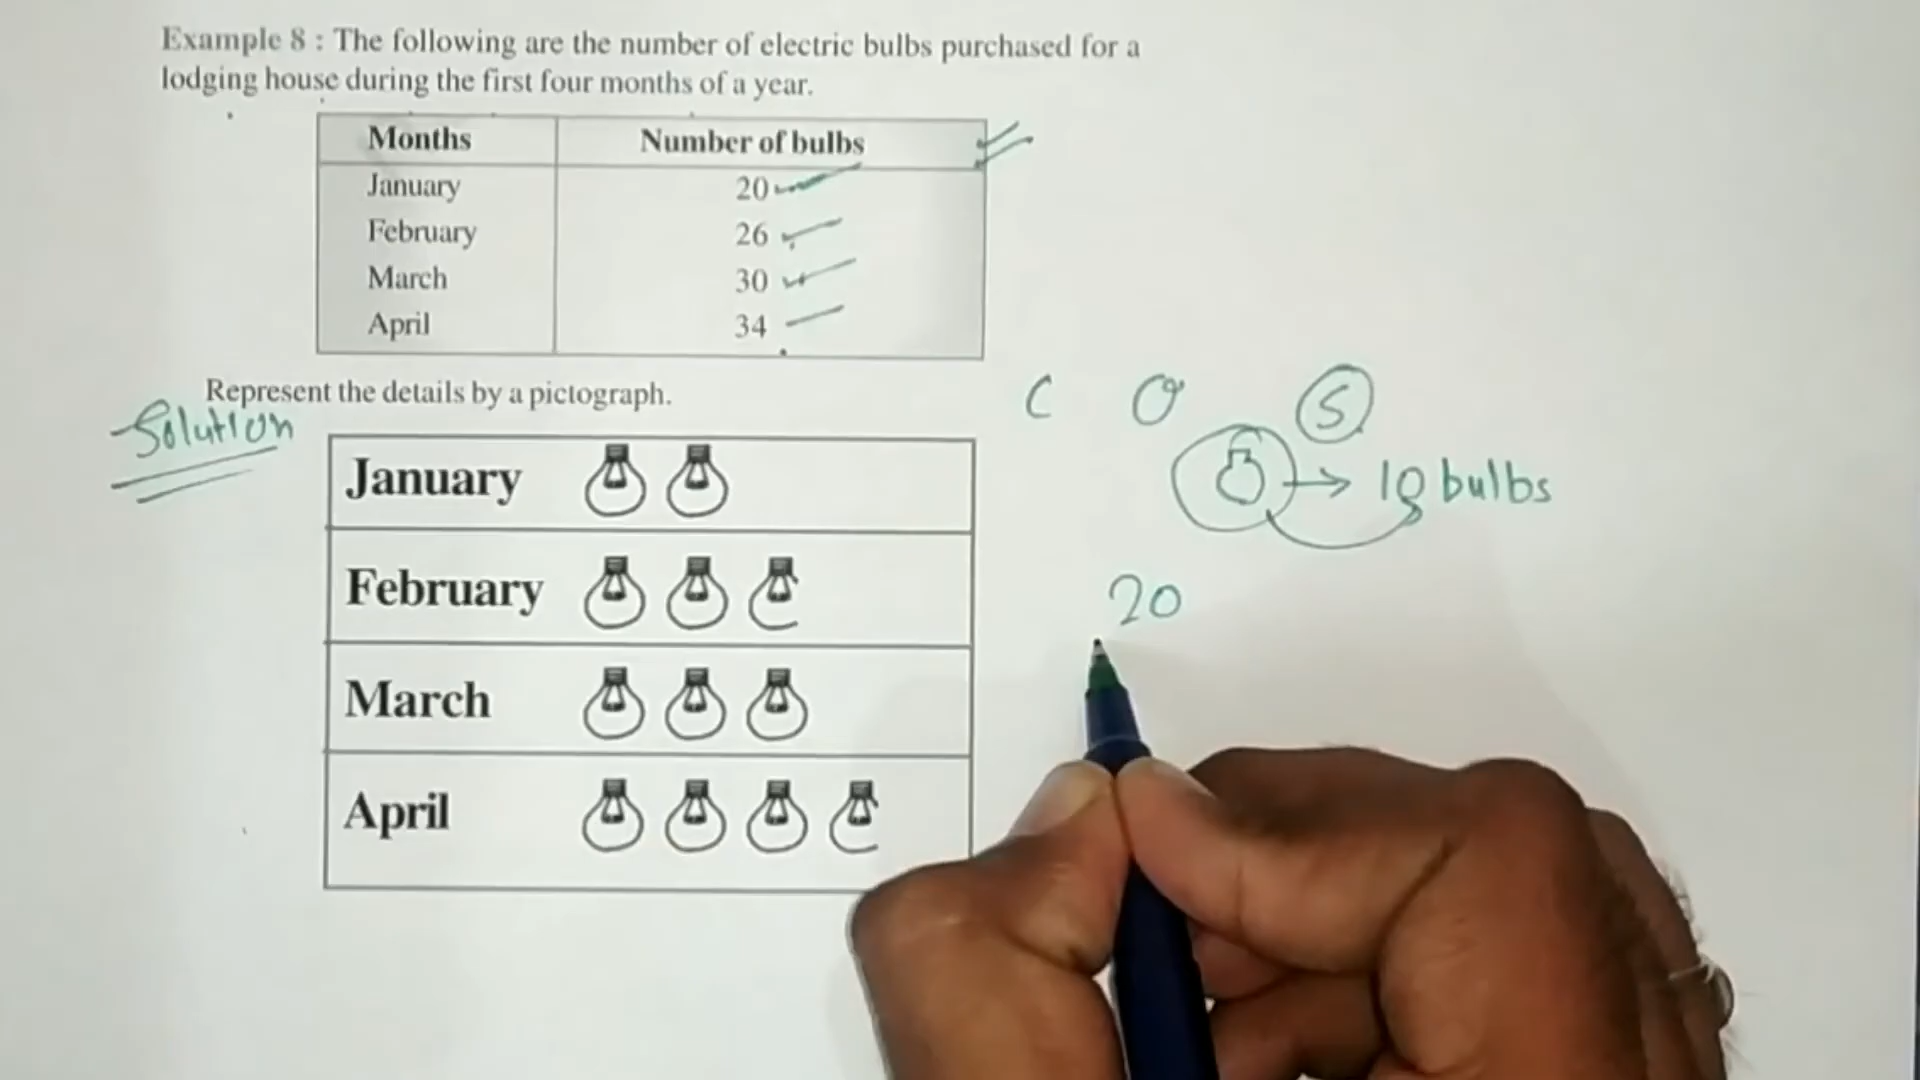 Example 8 : The following are the number of electric bulbs purchased for a
lodging house during the first four months of a year.
Months Number of bulbs
January 20
February 26
March 30
April 34
Represent the details by a pictograph.
Solution
January
February
March
April
C O S
10 bulbs
20